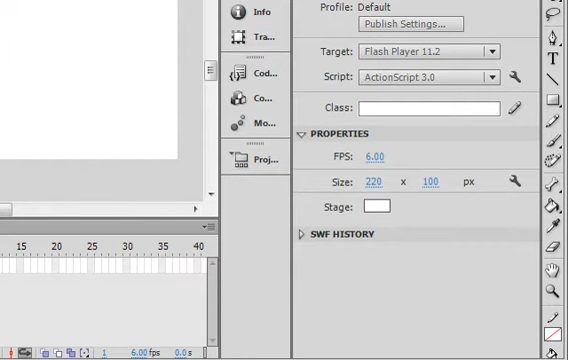 Info
Tra...
Cod...
Co...
Mo...
Proj...
Profile: Default
Publish Settings...
Target: Flash Player 11.2
Script: ActionScript 3.0
Class:
PROPERTIES
FPS: 6.00
Size: 220 x 100 px
Stage:
SWF HISTORY
15 20 25 30 35 40
1 6.00 fps 0.0 s
T